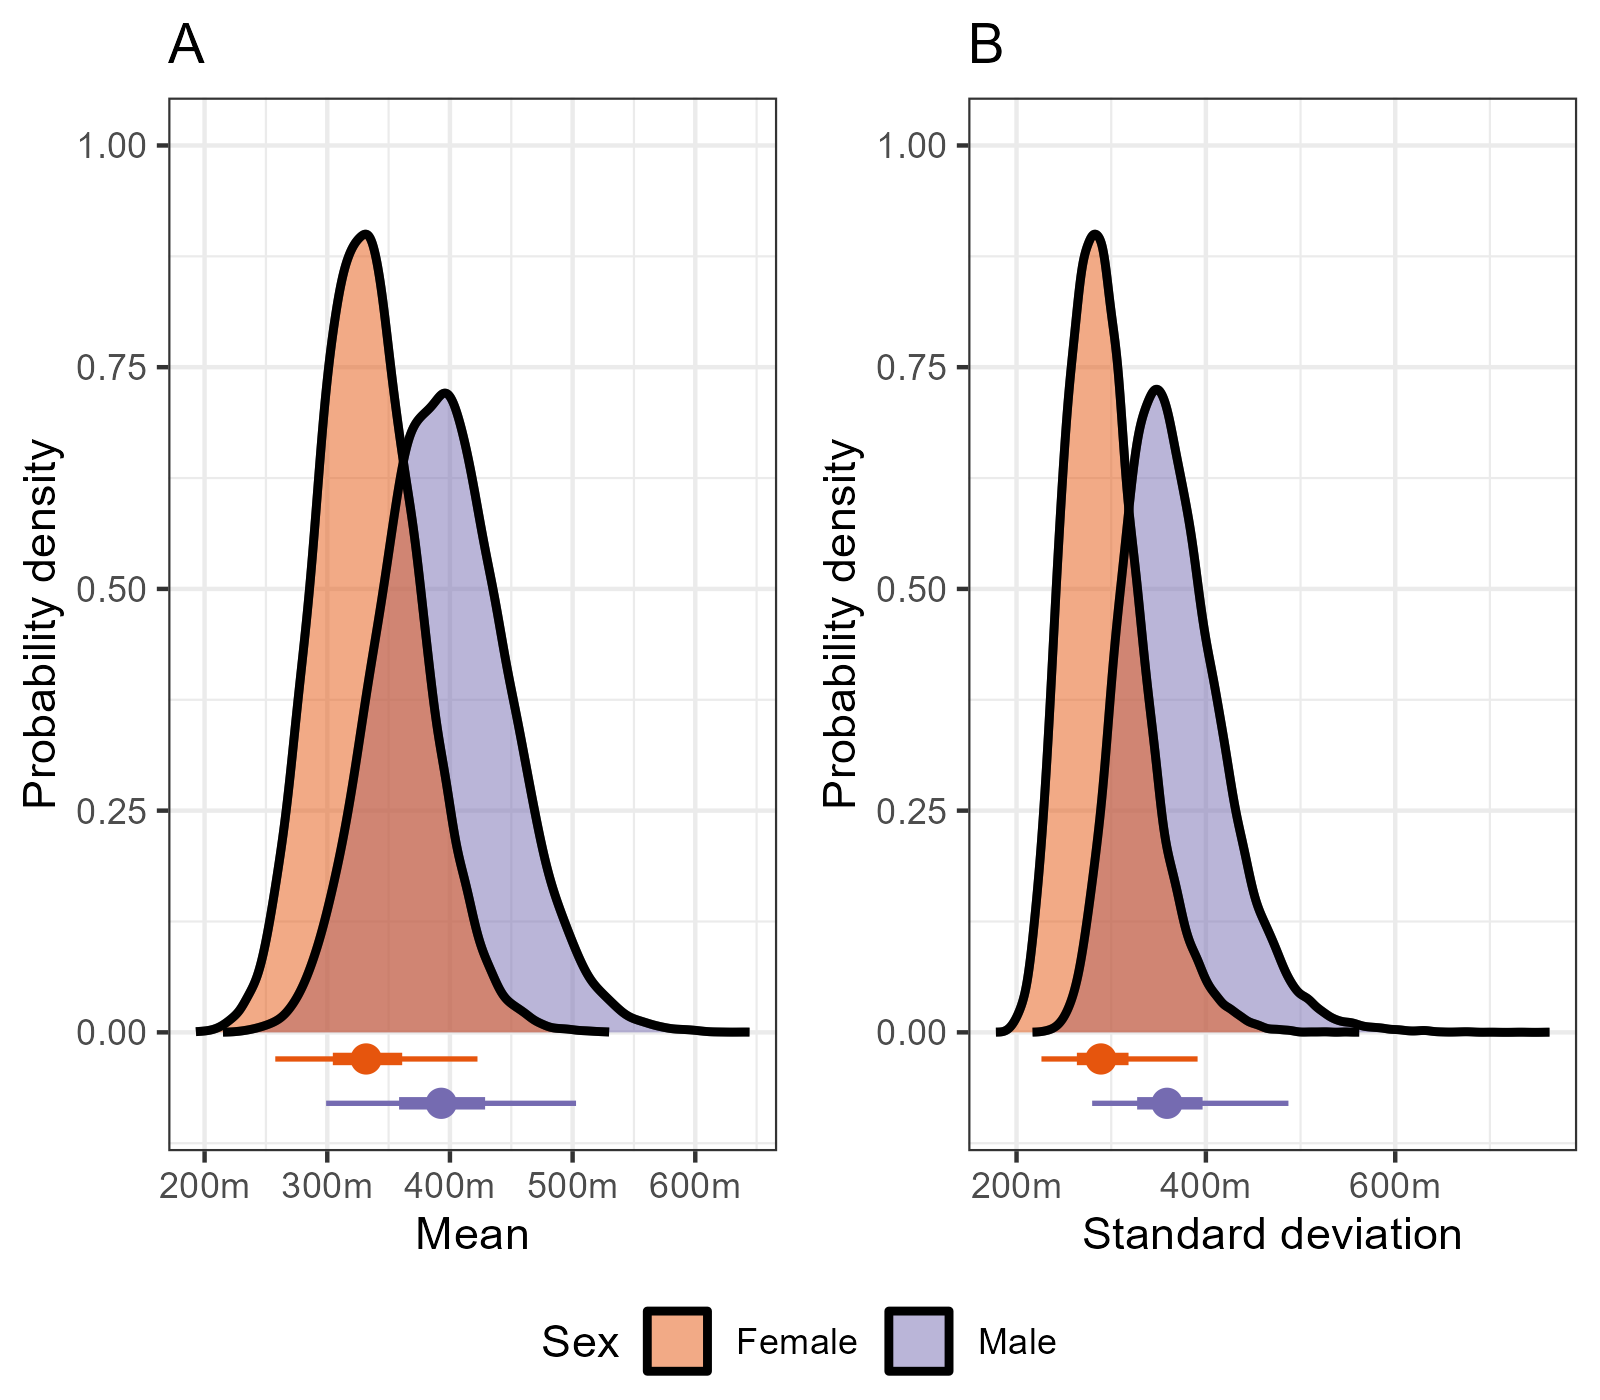 A
B
Probability density
1.00
0.75
0.50
0.25
0.00
200m 300m 400m 500m 600m
Mean
Probability density
1.00
0.75
0.50
0.25
0.00
200m 400m 600m
Standard deviation
Sex Female Male